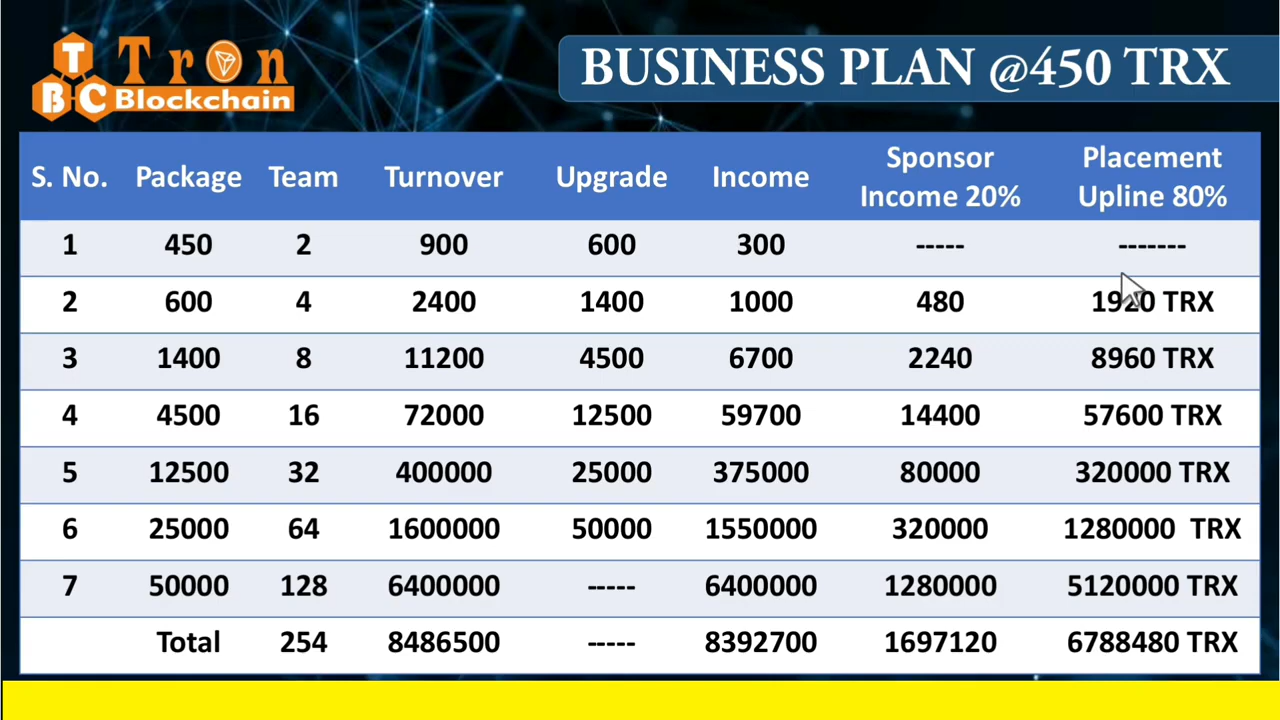 T
B C
Tron
Blockchain
BUSINESS PLAN @450 TRX
S. No. Package Team Turnover Upgrade Income Sponsor Income 20% Placement Upline 80%
1 450 2 900 600 300 ----- -------
2 600 4 2400 1400 1000 480 1920 TRX
3 1400 8 11200 4500 6700 2240 8960 TRX
4 4500 16 72000 12500 59700 14400 57600 TRX
5 12500 32 400000 25000 375000 80000 320000 TRX
6 25000 64 1600000 50000 1550000 320000 1280000 TRX
7 50000 128 6400000 ----- 6400000 1280000 5120000 TRX
Total 254 8486500 ----- 8392700 1697120 6788480 TRX